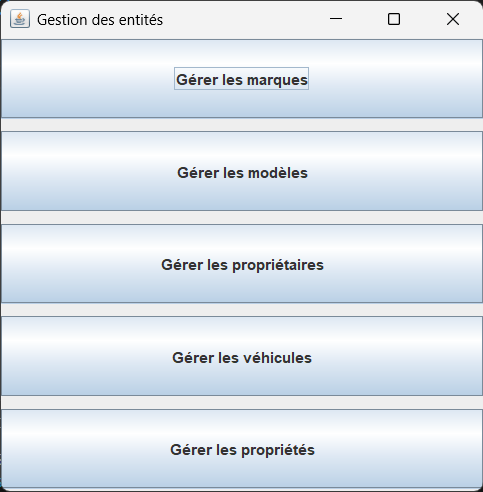 Gestion des entités
Gérer les marques
Gérer les modèles
Gérer les propriétaires
Gérer les véhicules
Gérer les propriétés